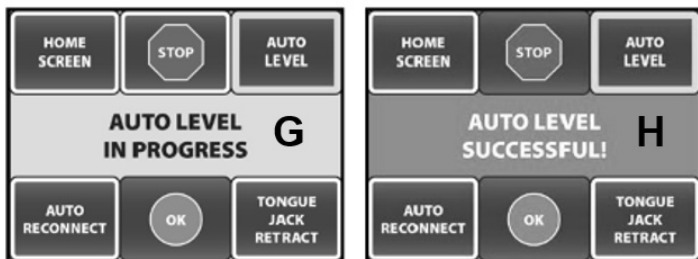 HOME
SCREEN
STOP
AUTO
LEVEL
AUTO LEVEL
IN PROGRESS
G
AUTO
RECONNECT
OK
TONGUE
JACK
RETRACT
HOME
SCREEN
STOP
AUTO
LEVEL
AUTO LEVEL
SUCCESSFUL!
H
AUTO
RECONNECT
OK
TONGUE
JACK
RETRACT